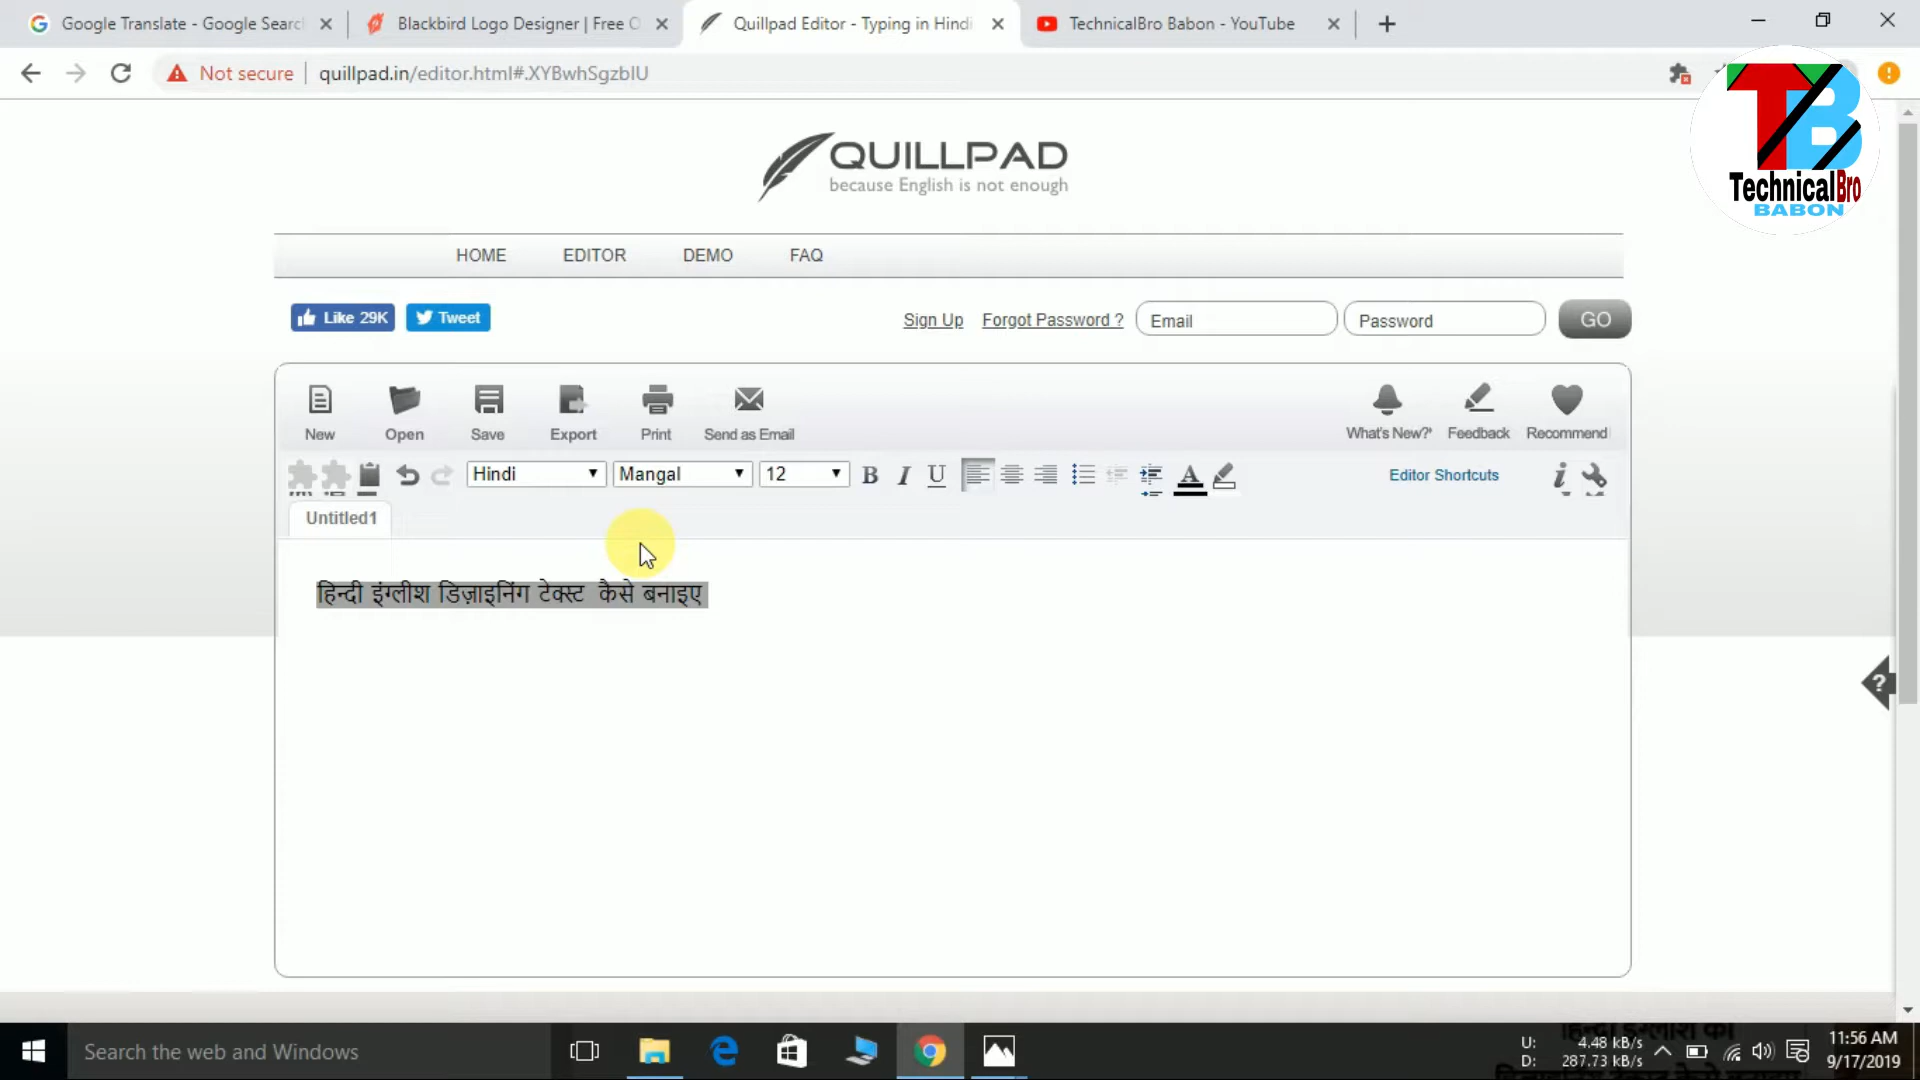 Google Translate - Google Searc
Blackbird Logo Designer | Free O
Quillpad Editor - Typing in Hindi
TechnicalBro Babon - YouTube
Not secure
quillpad.in/editor.html#.XYBwhSgzbIU
TB
TechnicalBro
BABON
QUILLPAD
because English is not enough
HOME EDITOR DEMO FAQ
Like 29K Tweet
Sign Up Forgot Password ? Email Password GO
New Open Save Export Print Send as Email What's New?* Feedback Recommend
Hindi Mangal 12 B I U A Editor Shortcuts i
Untitled1
हिन्दी इंग्लीश डिज़ाइनिंग टेक्स्ट कैसे बनाइए
?
Search the web and Windows
U: 4.48 kB/s
D: 287.73 kB/s
11:56 AM
9/17/2019